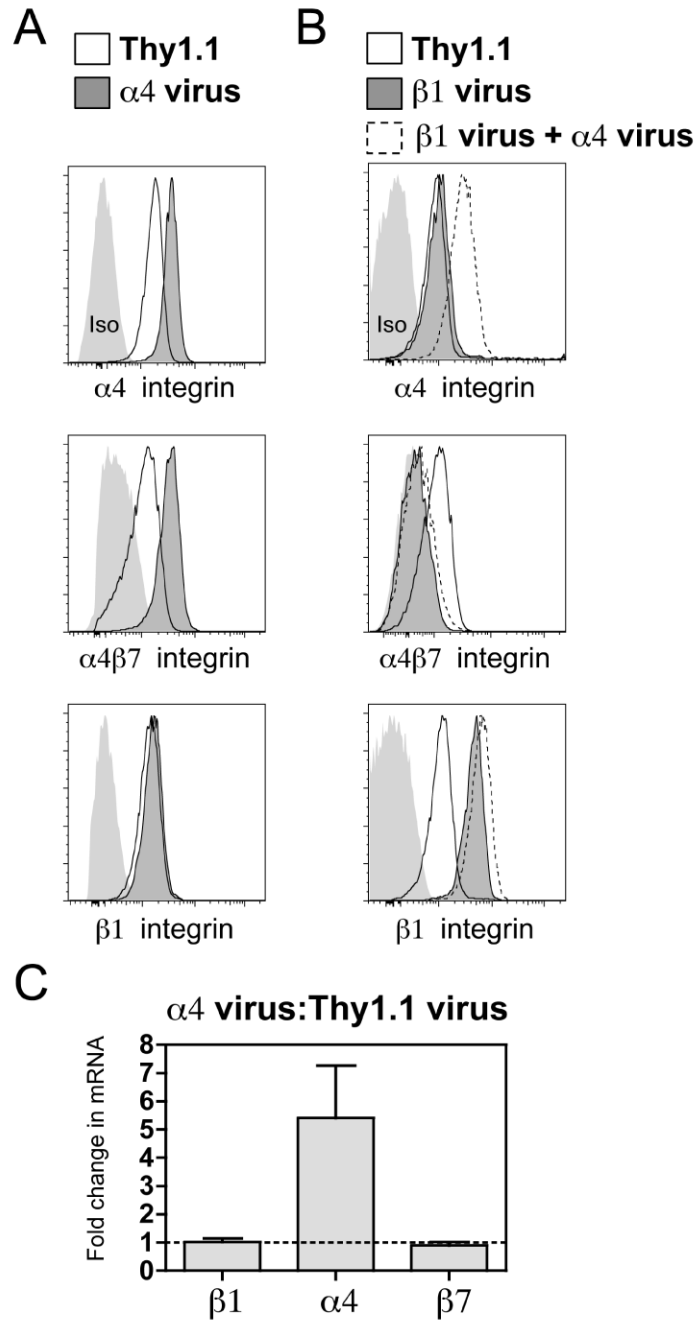 A
Thy1.1
α4 virus
Iso
α4 integrin
α4β7 integrin
β1 integrin
B
Thy1.1
β1 virus
β1 virus + α4 virus
Iso
α4 integrin
α4β7 integrin
β1 integrin
C
α4 virus:Thy1.1 virus
Fold change in mRNA
8
7
6
5
4
3
2
1
0
β1 α4 β7